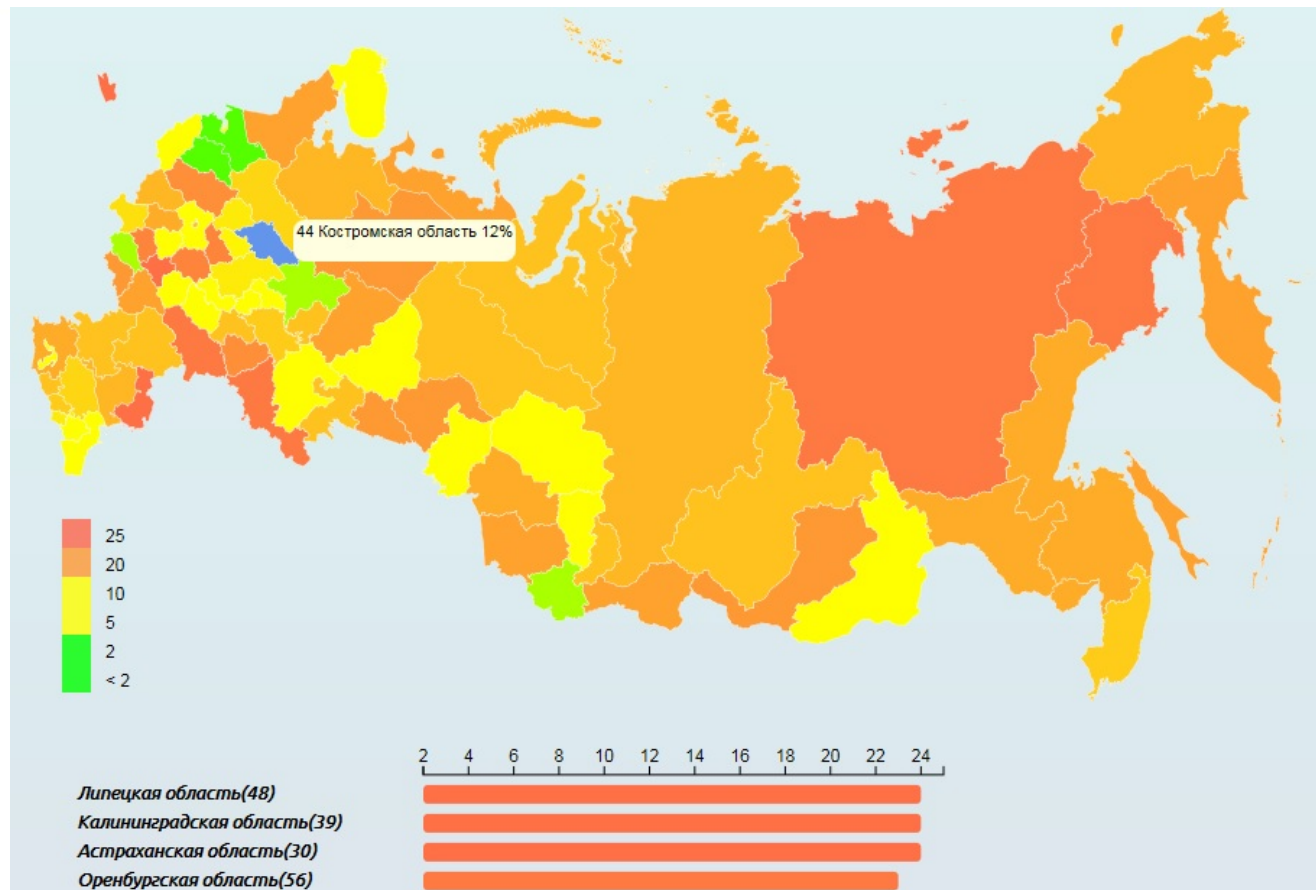 44 Костромская область 12%
25
20
10
5
2
< 2
2 4 6 8 10 12 14 16 18 20 22 24
Липецкая область(48)
Калининградская область(39)
Астраханская область(30)
Оренбургская область(56)